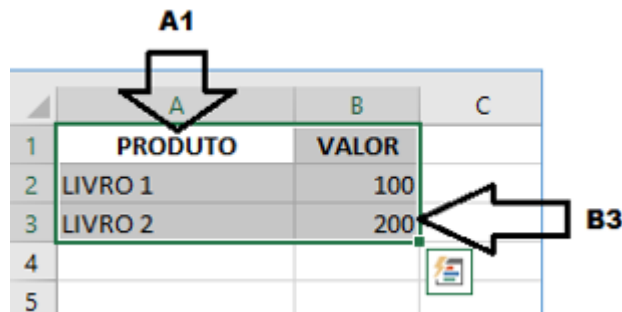 A1
A B C
1 PRODUTO VALOR
2 LIVRO 1 100
3 LIVRO 2 200
B3
4
5